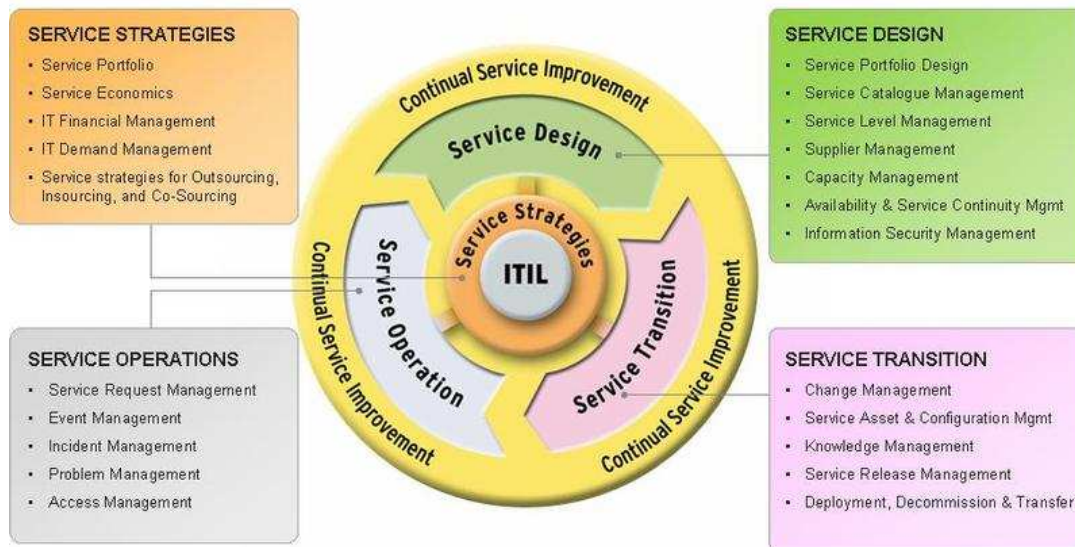 SERVICE STRATEGIES
• Service Portfolio
• Service Economics
• IT Financial Management
• IT Demand Management
• Service strategies for Outsourcing,
Insourcing, and Co-Sourcing
SERVICE OPERATIONS
• Service Request Management
• Event Management
• Incident Management
• Problem Management
• Access Management
Continual Service Improvement
Service Design
Service Strategies
ITIL
Service Operation
Service Transition
Continual Service Improvement
Continual Service Improvement
SERVICE DESIGN
• Service Portfolio Design
• Service Catalogue Management
• Service Level Management
• Supplier Management
• Capacity Management
• Availability & Service Continuity Mgmt
• Information Security Management
SERVICE TRANSITION
• Change Management
• Service Asset & Configuration Mgmt
• Knowledge Management
• Service Release Management
• Deployment, Decommission & Transfer